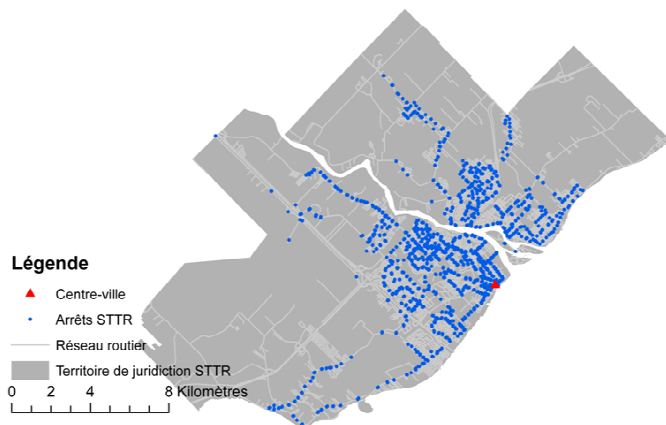 Légende
Centre-ville
Arrêts STTR
Réseau routier
Territoire de juridiction STTR
0 2 4 8 Kilomètres